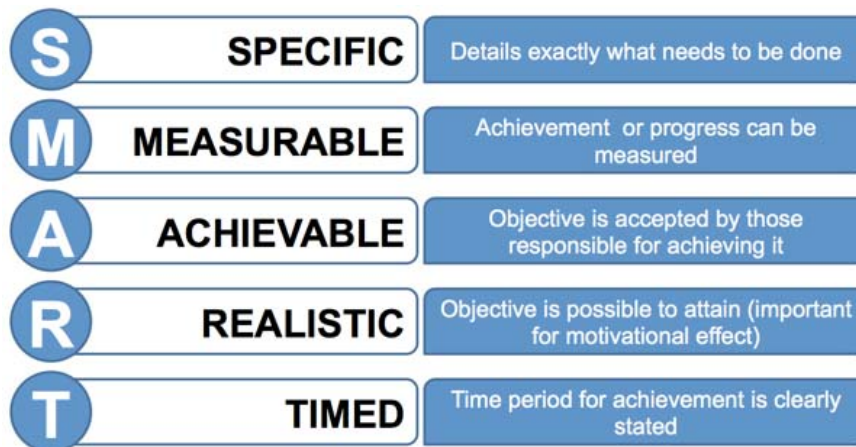 S SPECIFIC Details exactly what needs to be done
M MEASURABLE Achievement or progress can be
measured
A ACHIEVABLE Objective is accepted by those
responsible for achieving it
R REALISTIC Objective is possible to attain (important
for motivational effect)
T TIMED Time period for achievement is clearly
stated